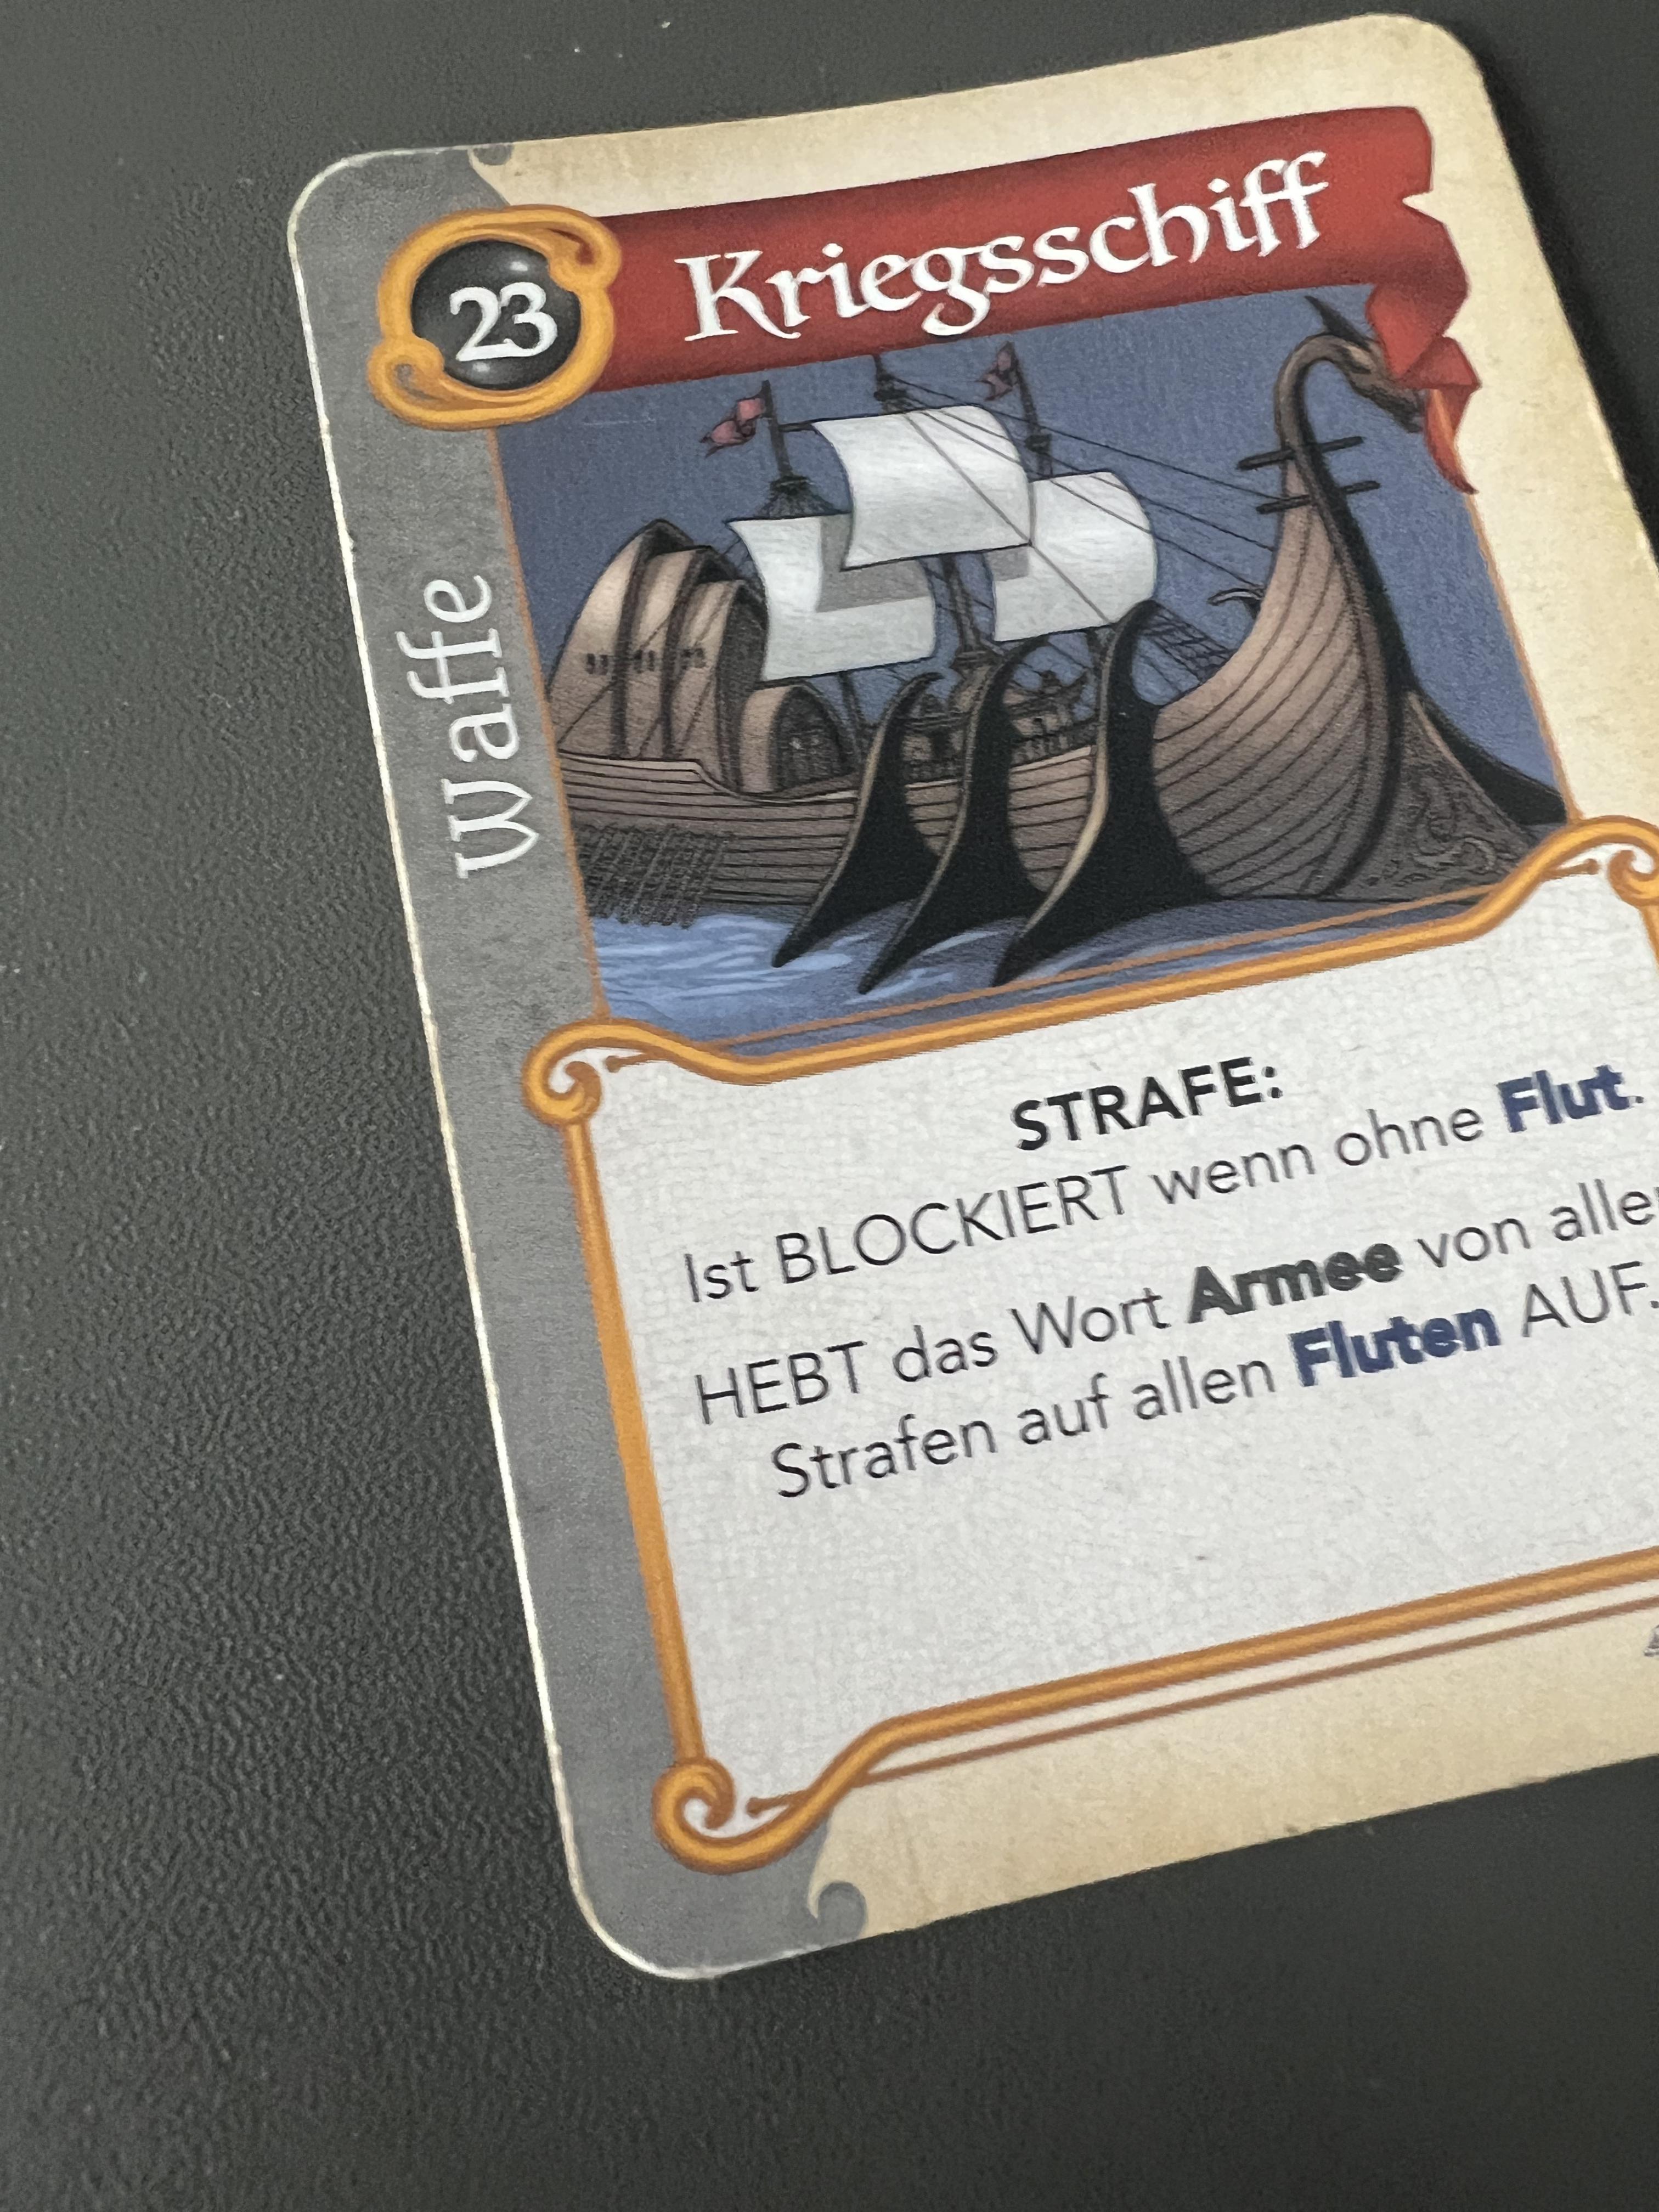 23
Kriegsschiff
Waffe
STRAFE:
Ist BLOCKIERT wenn ohne Flut.
HEBT das Wort Armee von
Strafen auf allen Fluten AUF.